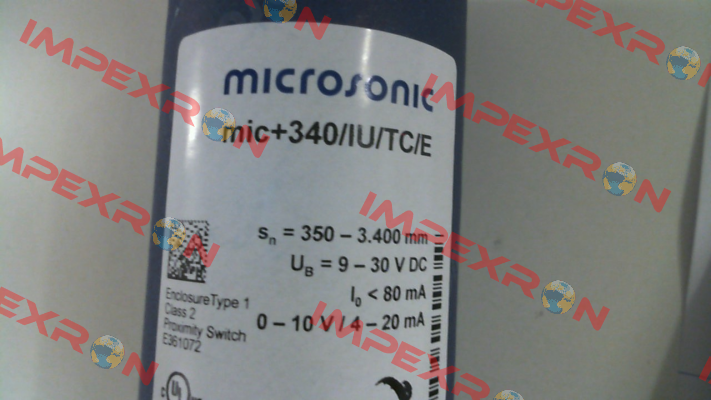 microsonic
mic+340/IU/TC/E
sn = 350 – 3.400 mm
UB = 9 – 30 V DC
I0 < 80 mA
0 – 10 V / 4 – 20 mA
Enclosure Type 1
Class 2
Proximity Switch
E361072
IMPEXRON
IMPEXRON
IMPEXRON
IMPEXRON
IMPEXRON
IMPEXRON
IMPEXRON